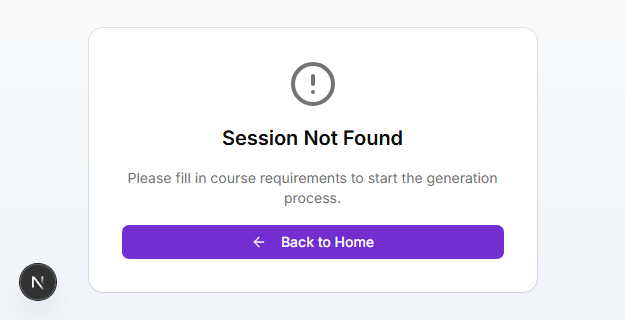 Session Not Found
Please fill in course requirements to start the generation
process.
← Back to Home
N